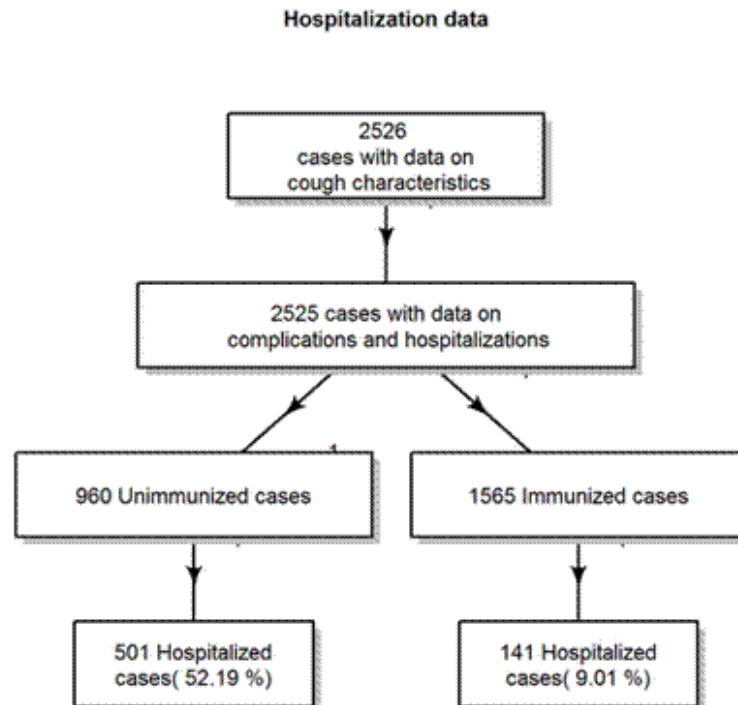 Hospitalization data
2526
cases with data on
cough characteristics
2525 cases with data on
complications and hospitalizations
960 Unimmunized cases
1565 Immunized cases
501 Hospitalized
cases( 52.19 %)
141 Hospitalized
cases( 9.01 %)